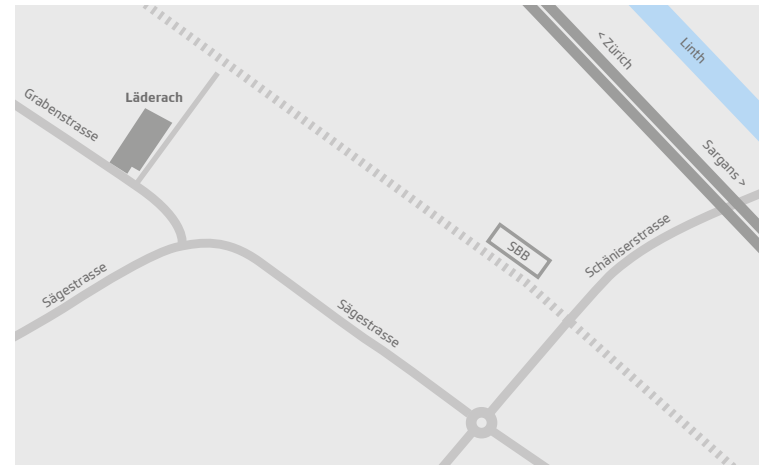 < Zürich
Linth
Läderach
Grabenstrasse
Sargans >
Schäniserstrasse
SBB
Sägestrasse
Sägestrasse